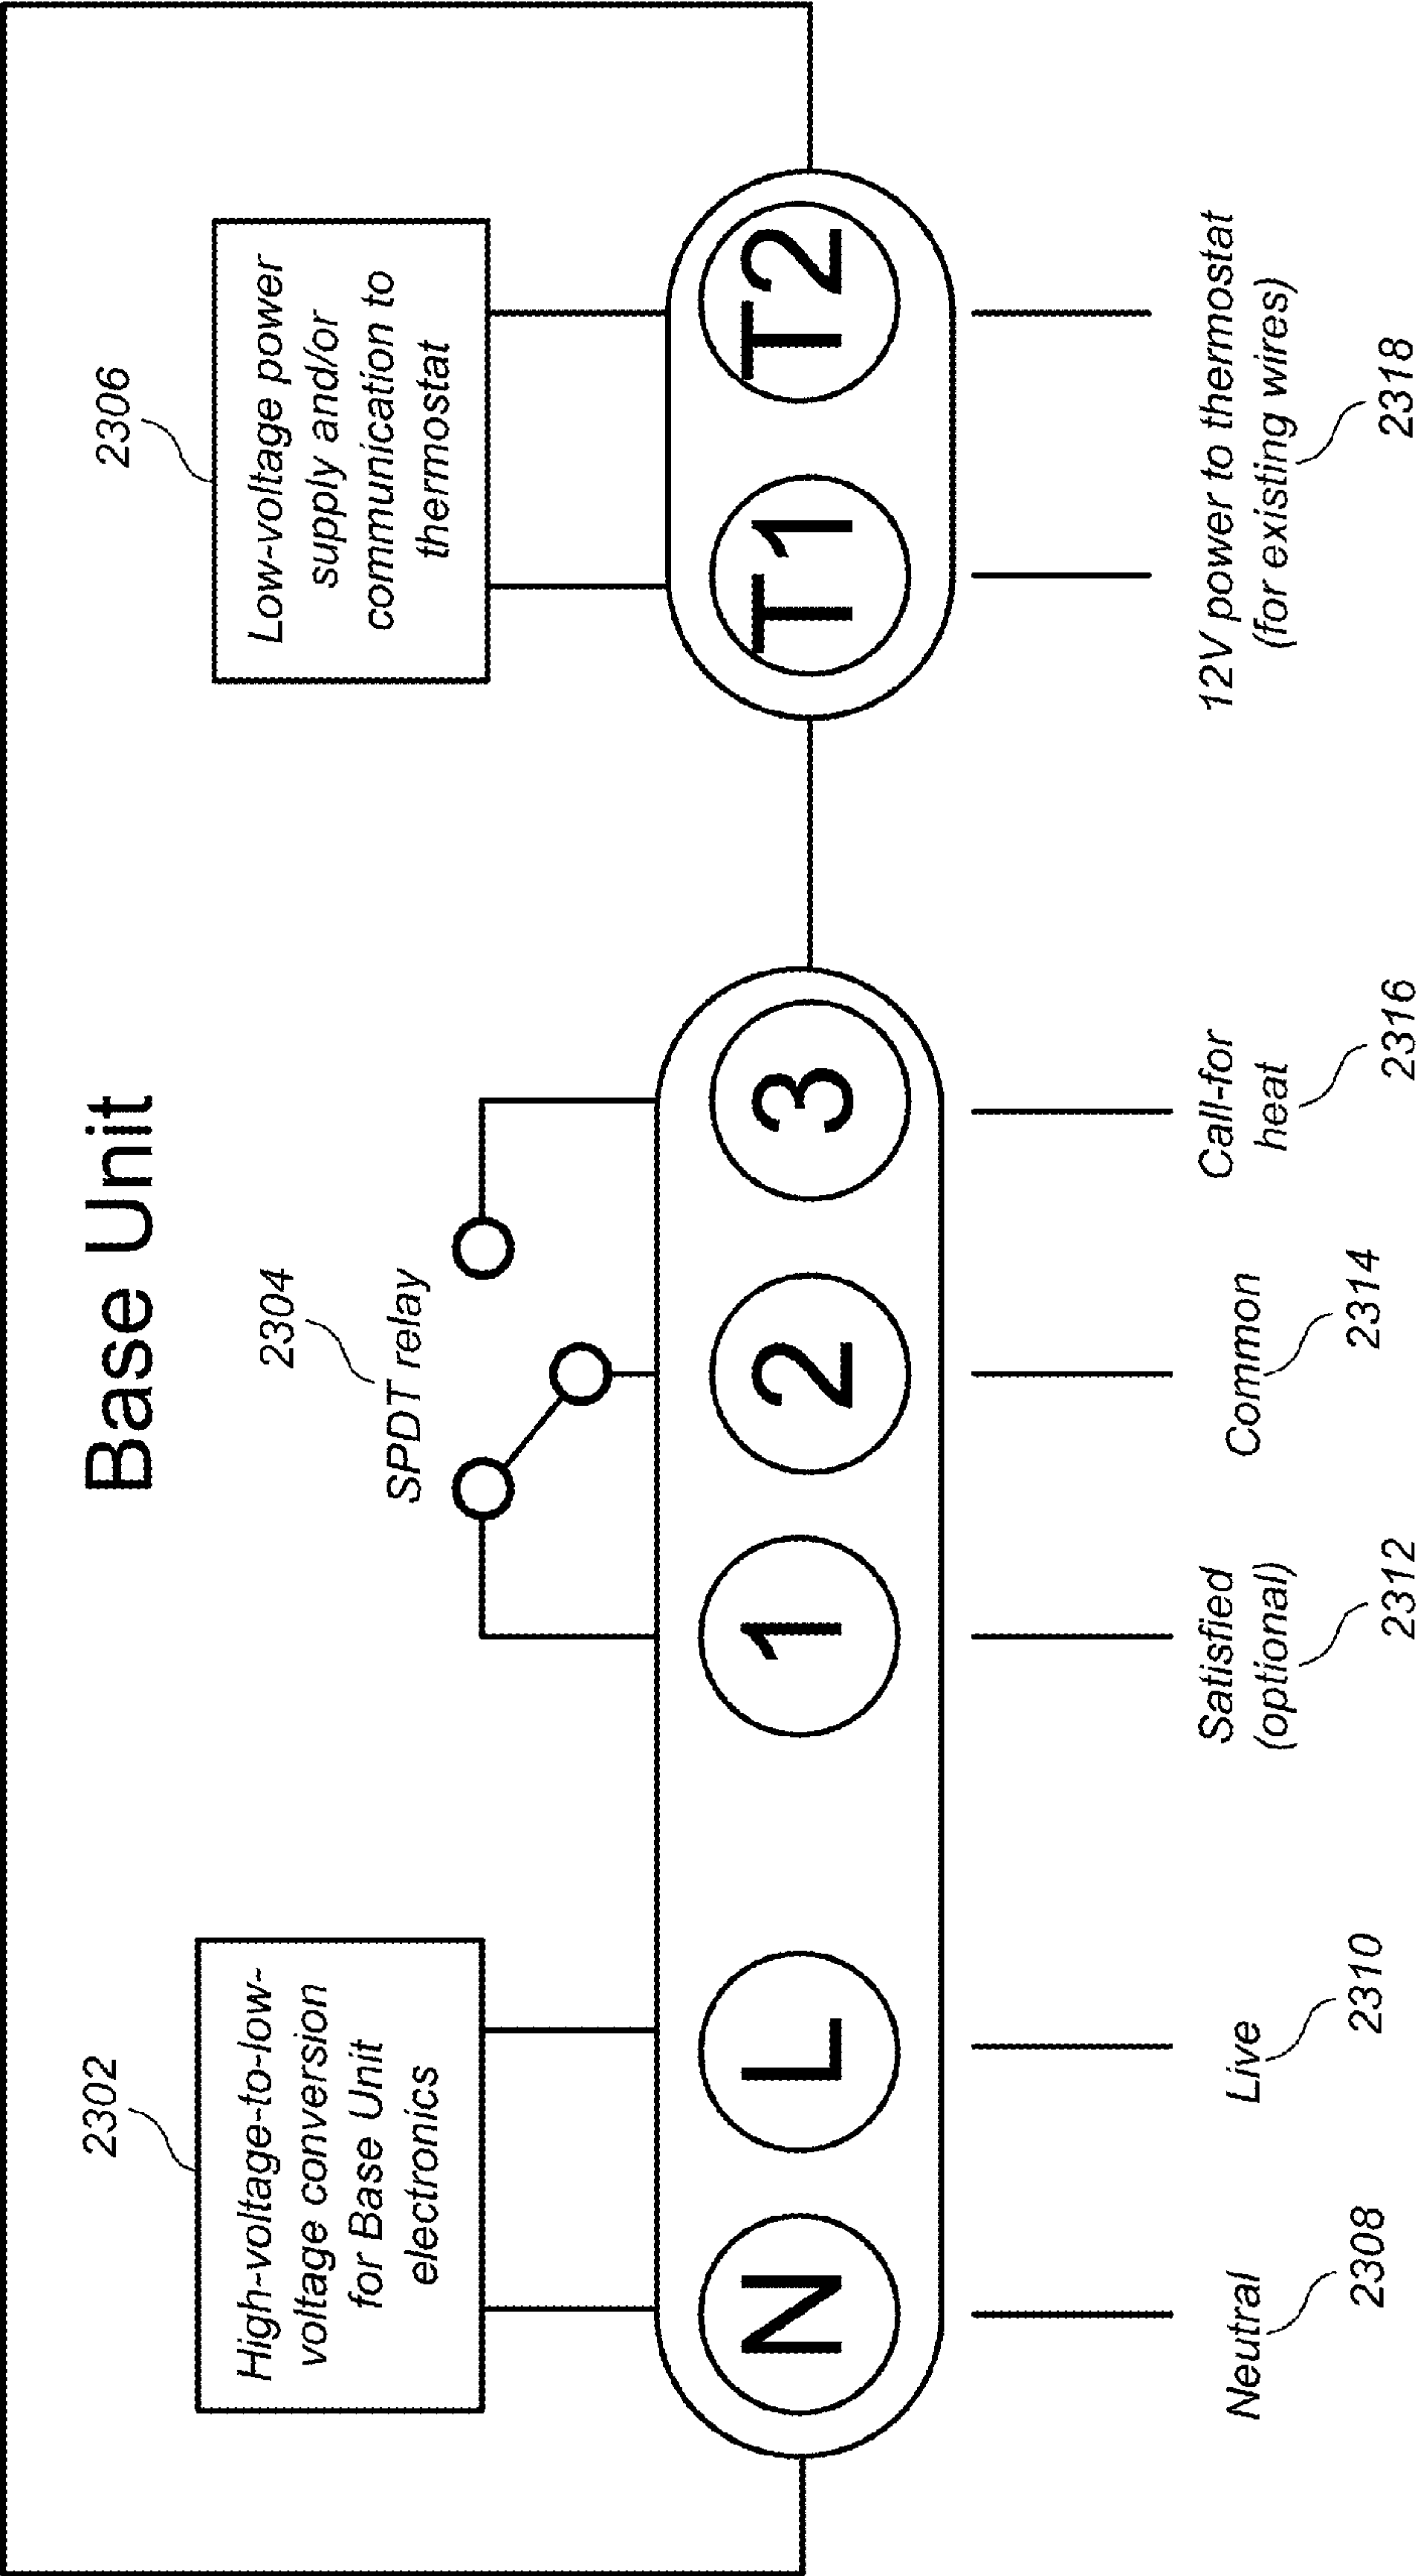 Base Unit
2302
High-voltage-to-low-
voltage conversion
for Base Unit
electronics
2304
SPDT relay
2306
Low-voltage power
supply and/or
communication to
thermostat
N
L
1
2
3
T1
T2
Neutral
2308
Live
2310
Satisfied
(optional)
2312
Common
2314
Call-for
heat
2316
12V power to thermostat
(for existing wires)
2318